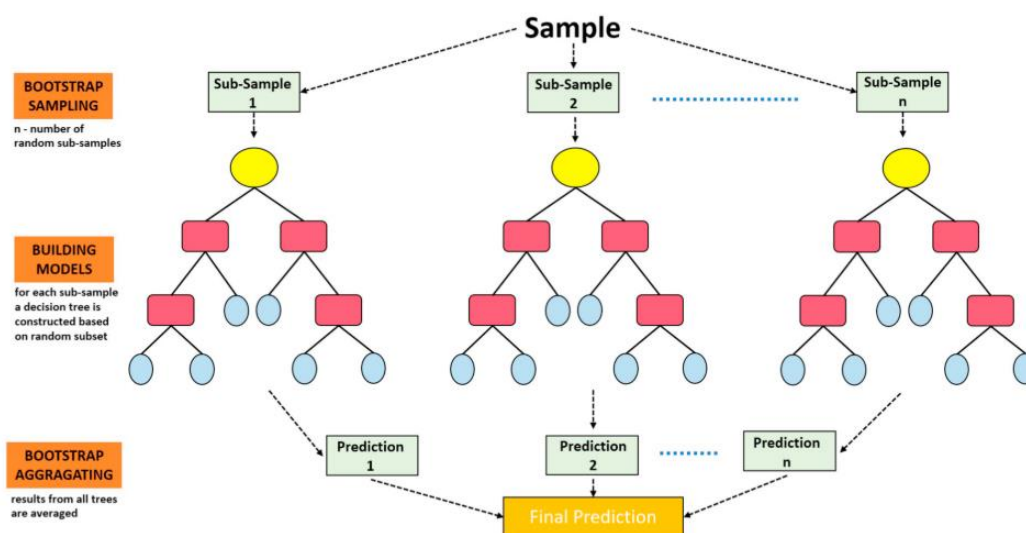 Sample
BOOTSTRAP
SAMPLING
n - number of
random sub-samples
Sub-Sample
1
Sub-Sample
2
Sub-Sample
n
BUILDING
MODELS
for each sub-sample
a decision tree is
constructed based
on random subset
BOOTSTRAP
AGGRAGATING
results from all trees
are averaged
Prediction
1
Prediction
2
Prediction
n
Final Prediction